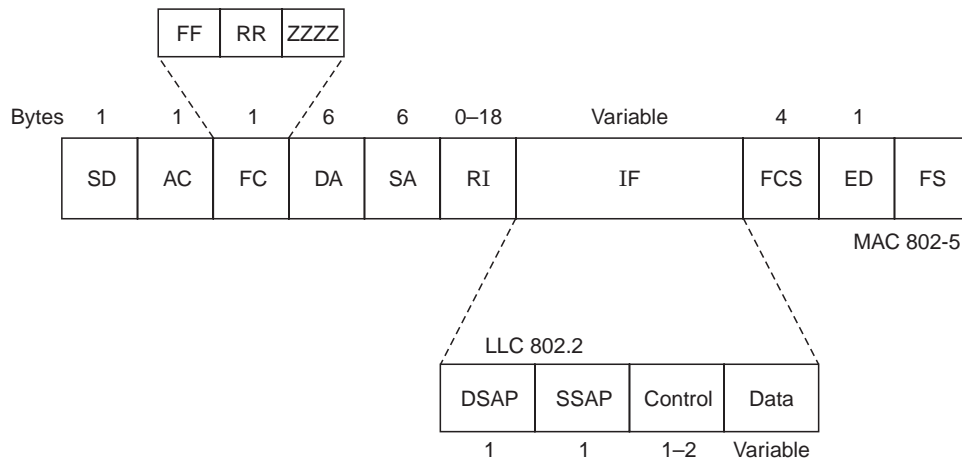 FF RR ZZZZ
Bytes 1 1 1 6 6 0–18 Variable 4 1
SD AC FC DA SA RI IF FCS ED FS
MAC 802-5
LLC 802.2
DSAP SSAP Control Data
1 1 1–2 Variable